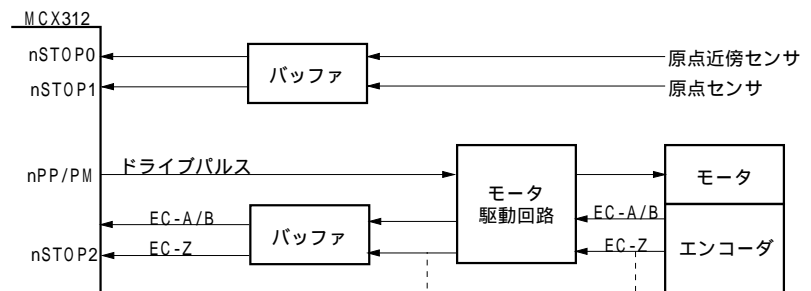 MCX312
nSTOP0
バッファ
原点近傍センサ
nSTOP1
原点センサ
nPP/PM
ドライブパルス
モータ
駆動回路
モータ
EC-A/B
バッファ
EC-A/B
エンコーダ
nSTOP2
EC-Z
EC-Z